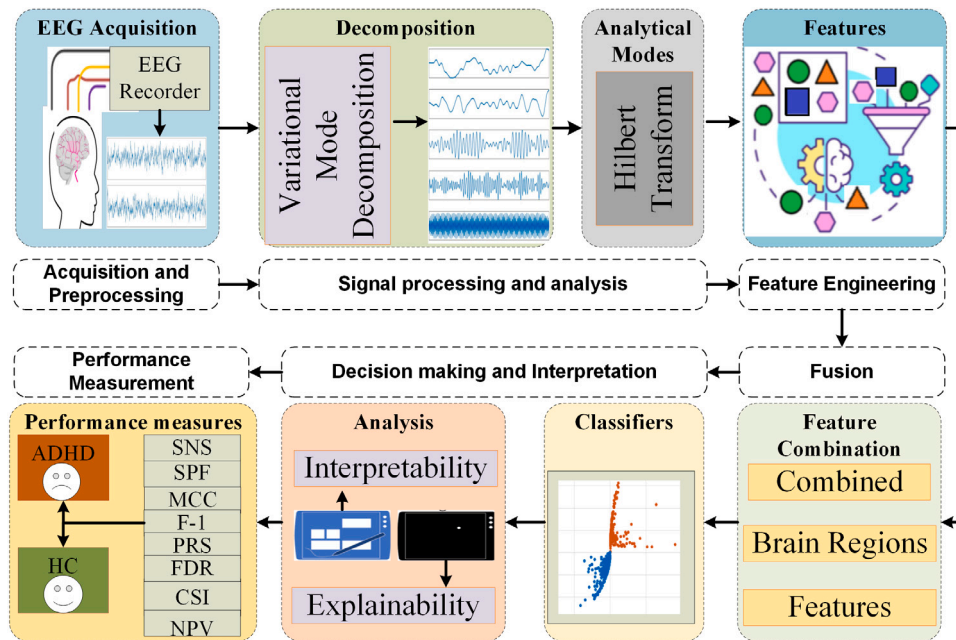 EEG Acquisition
EEG
Recorder
Decomposition
Variational
Mode
Decomposition
Analytical
Modes
Hilbert
Transform
Features
Acquisition and
Preprocessing
Signal processing and analysis
Feature Engineering
Performance
Measurement
Decision making and Interpretation
Fusion
Performance measures
ADHD
HC
SNS
SPF
MCC
F-1
PRS
FDR
CSI
NPV
Analysis
Interpretability
Explainability
Classifiers
Feature
Combination
Combined
Brain Regions
Features